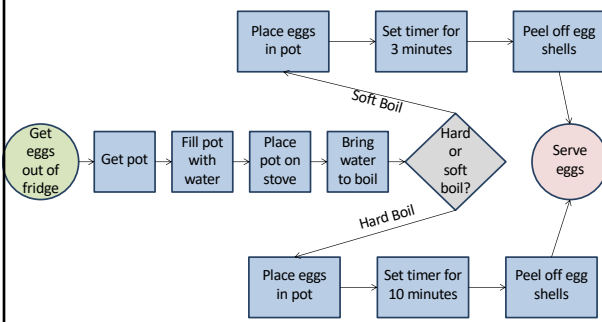 Place eggs
in pot
Set timer for
3 minutes
Peel off egg
shells
Soft Boil
Get
eggs
out of
fridge
Get pot
Fill pot
with
water
Place
pot on
stove
Bring
water
to boil
Hard
or
soft
boil?
Serve
eggs
Hard Boil
Place eggs
in pot
Set timer for
10 minutes
Peel off egg
shells